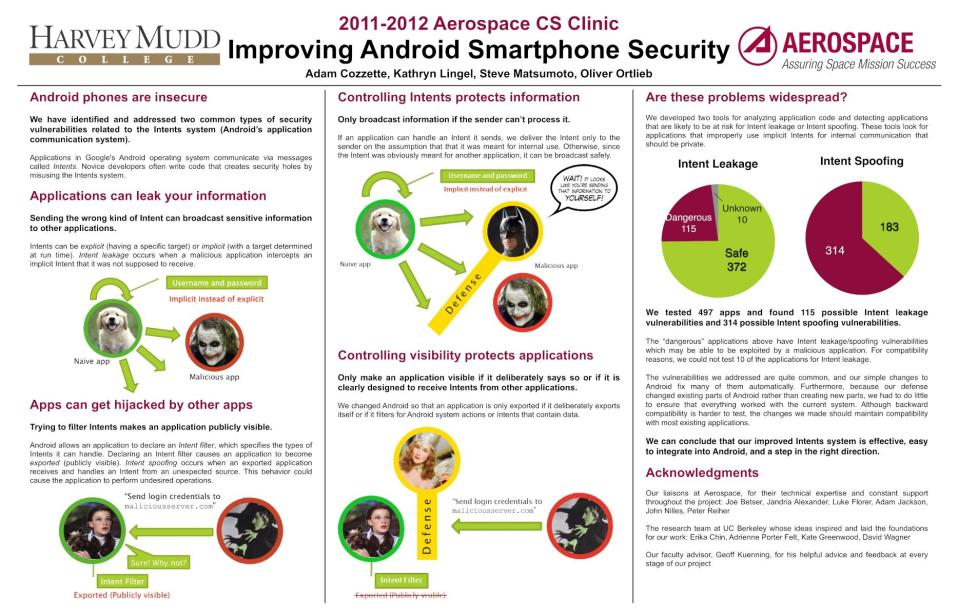 HARVEY MUDD
COLLEGE
2011-2012 Aerospace CS Clinic
Improving Android Smartphone Security
Adam Cozzette, Kathryn Lingel, Steve Matsumoto, Oliver Ortlieb
AEROSPACE
Assuring Space Mission Success
Android phones are insecure
We have identified and addressed two common types of security
vulnerabilities related to the Intents system (Android's application
communication system).
Applications in Google's Android operating system communicate via messages
called Intents. Novice developers often write code that creates security holes by
misusing the Intents system.
Applications can leak your information
Sending the wrong kind of Intent can broadcast sensitive information
to other applications.
Intents can be explicit (having a specific target) or implicit (with a target determined
at run time). Intent leakage occurs when a malicious application intercepts an
implicit Intent that it was not supposed to receive.
Username and password
Implicit instead of explicit
Naive app
Malicious app
Apps can get hijacked by other apps
Trying to filter Intents makes an application publicly visible.
Android allows an application to declare an Intent filter, which specifies the types of
Intents it can handle. Declaring an Intent filter causes an application to become
exported (publicly visible). Intent spoofing occurs when an exported application
receives and handles an Intent from an unexpected source. This behavior could
cause the application to perform undesired operations.
"Send login credentials to
maliciousserver.com"
Sure! Why not?
Intent Filter
Exported (Publicly visible)
Controlling Intents protects information
Only broadcast information if the sender can't process it.
If an application can handle an Intent it sends, we deliver the Intent only to the
sender on the assumption that that it was meant for internal use. Otherwise, since
the Intent was obviously meant for another application, it can be broadcast safely.
Username and password
Implicit instead of explicit
WAIT! IT LOOKS
LIKE YOU'RE SENDING
THAT INFORMATION TO
YOURSELF!
Naive app
Defense
Malicious app
Controlling visibility protects applications
Only make an application visible if it deliberately says so or if it is
clearly designed to receive Intents from other applications.
We changed Android so that an application is only exported if it deliberately exports
itself or if it filters for Android system actions or Intents that contain data.
Defense
"Send login credentials to
maliciousserver.com"
Intent Filter
Exported (Publicly visible)
Are these problems widespread?
We developed two tools for analyzing application code and detecting applications
that are likely to be at risk for Intent leakage or Intent spoofing. These tools look for
applications that improperly use implicit Intents for internal communication that
should be private.
Intent Leakage
Dangerous
115
Unknown
10
Safe
372
Intent Spoofing
183
314
We tested 497 apps and found 115 possible Intent leakage
vulnerabilities and 314 possible Intent spoofing vulnerabilities.
The "dangerous" applications above have Intent leakage/spoofing vulnerabilities
which may be able to be exploited by a malicious application. For compatibility
reasons, we could not test 10 of the applications for Intent leakage.
The vulnerabilities we addressed are quite common, and our simple changes to
Android fix many of them automatically. Furthermore, because our defense
changed existing parts of Android rather than creating new parts, we had to do little
to ensure that everything worked with the current system. Although backward
compatibility is harder to test, the changes we made should maintain compatibility
with most existing applications.
We can conclude that our improved Intents system is effective, easy
to integrate into Android, and a step in the right direction.
Acknowledgments
Our liaisons at Aerospace, for their technical expertise and constant support
throughout the project: Joe Betser, Jandria Alexander, Luke Florer, Adam Jackson,
John Nilles, Peter Reiher
The research team at UC Berkeley whose ideas inspired and laid the foundations
for our work: Erika Chin, Adrienne Porter Felt, Kate Greenwood, David Wagner
Our faculty advisor, Geoff Kuenning, for his helpful advice and feedback at every
stage of our project